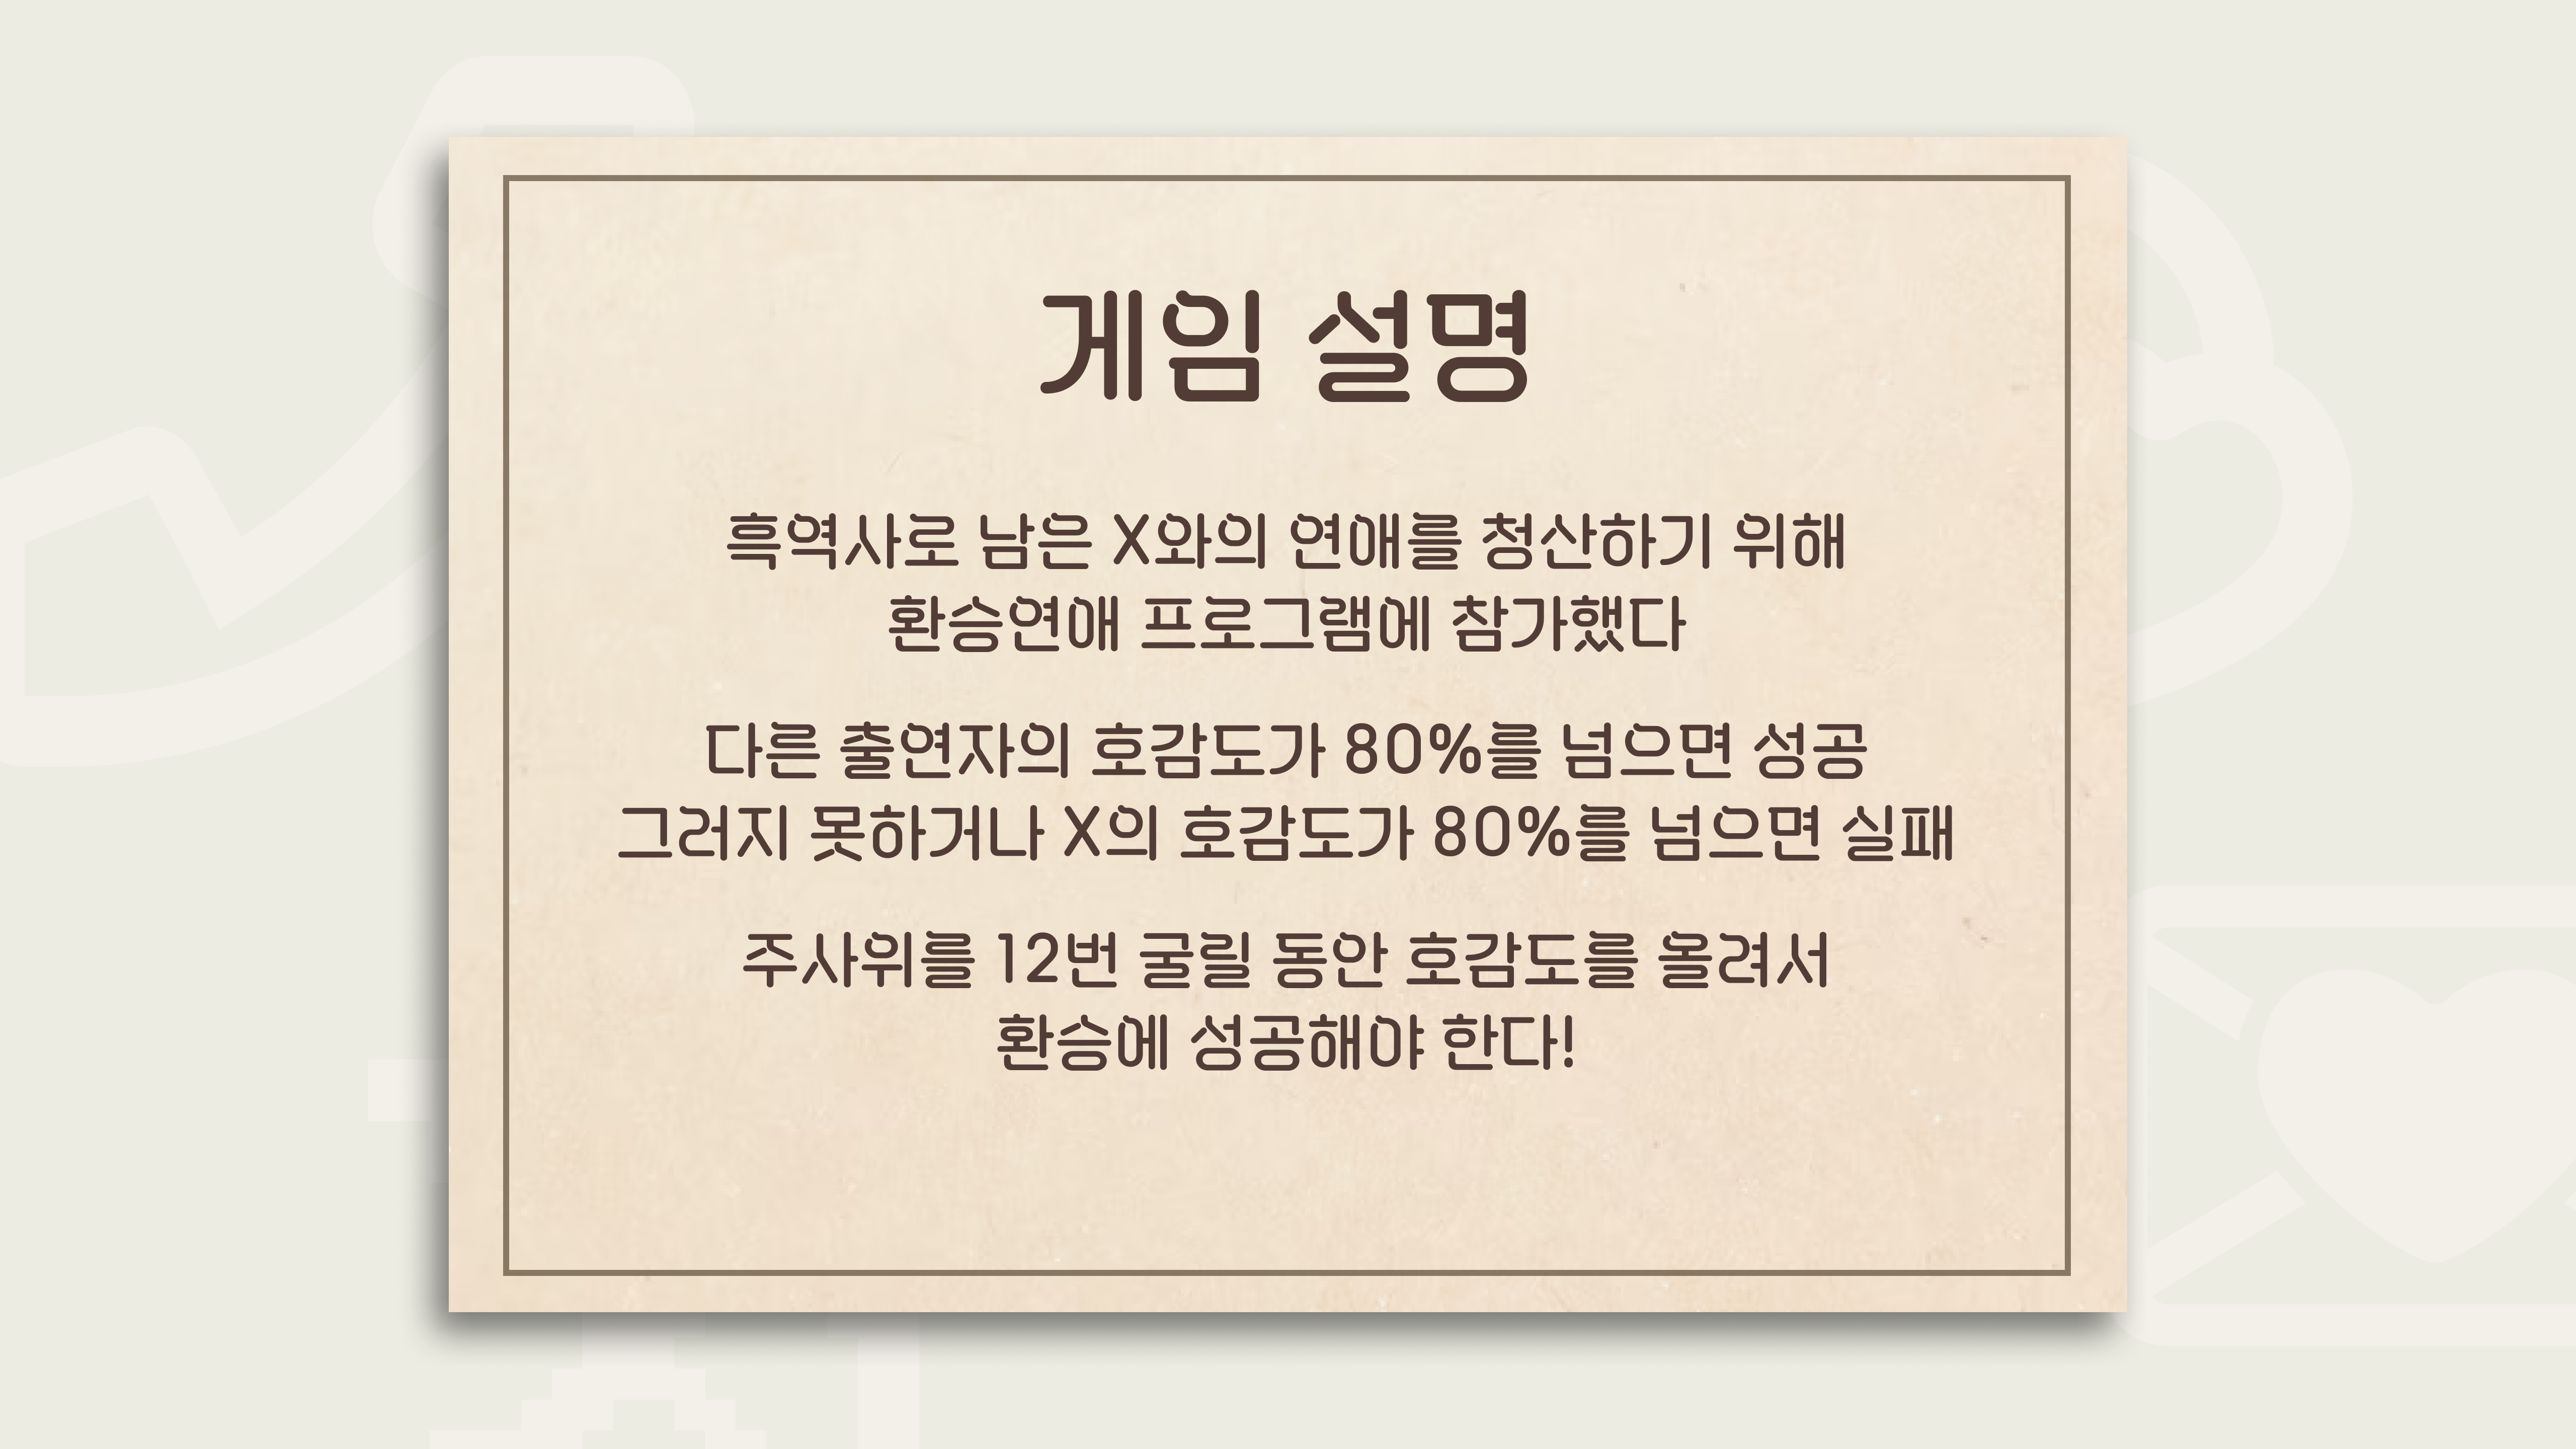 게임 설명
흑역사로 남은 X와의 연애를 청산하기 위해
환승연애 프로그램에 참가했다
다른 출연자의 호감도가 80%를 넘으면 성공
그러지 못하거나 X의 호감도가 80%를 넘으면 실패
주사위를 12번 굴릴 동안 호감도를 올려서
환승에 성공해야 한다!